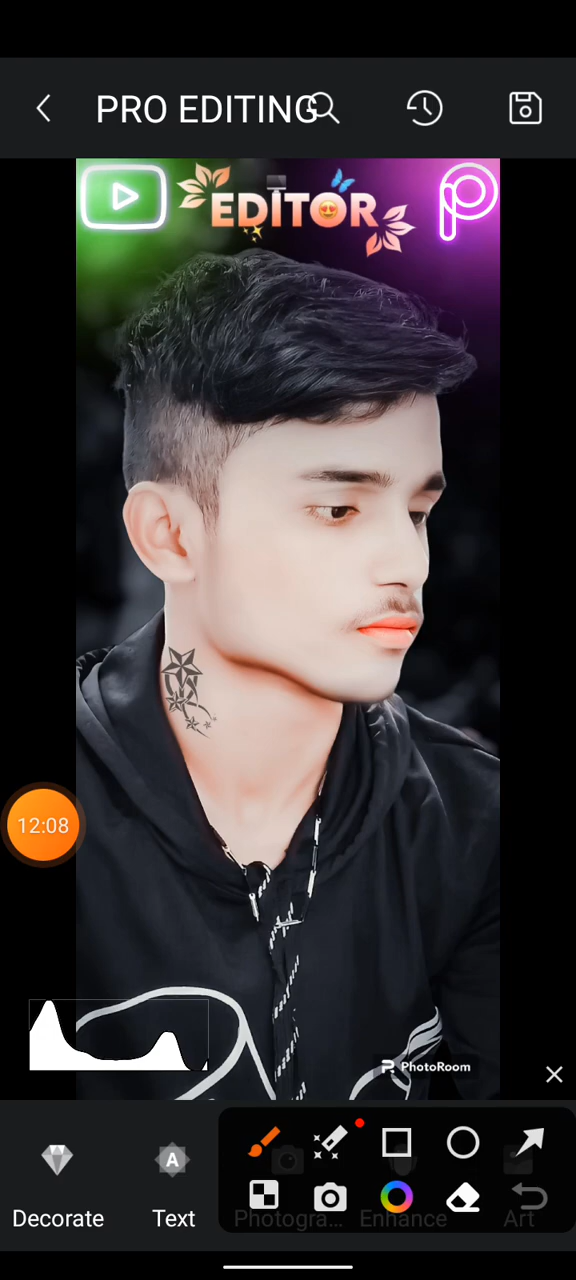 PRO EDITING
EDITOR
12:08
PhotoRoom
A
Decorate
Text
Photogra...
Enhance
Art